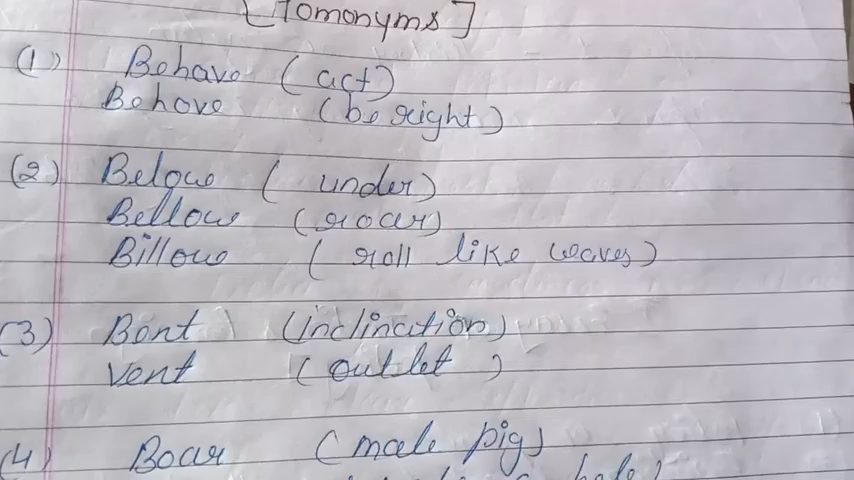 [Homonyms]
(1) Behave (act)
Behove (be right)
(2) Below (under)
Bellow (roar)
Billow (roll like waves)
(3) Bent (inclination)
Vent (outlet)
(4) Boar (male pig)
hole)